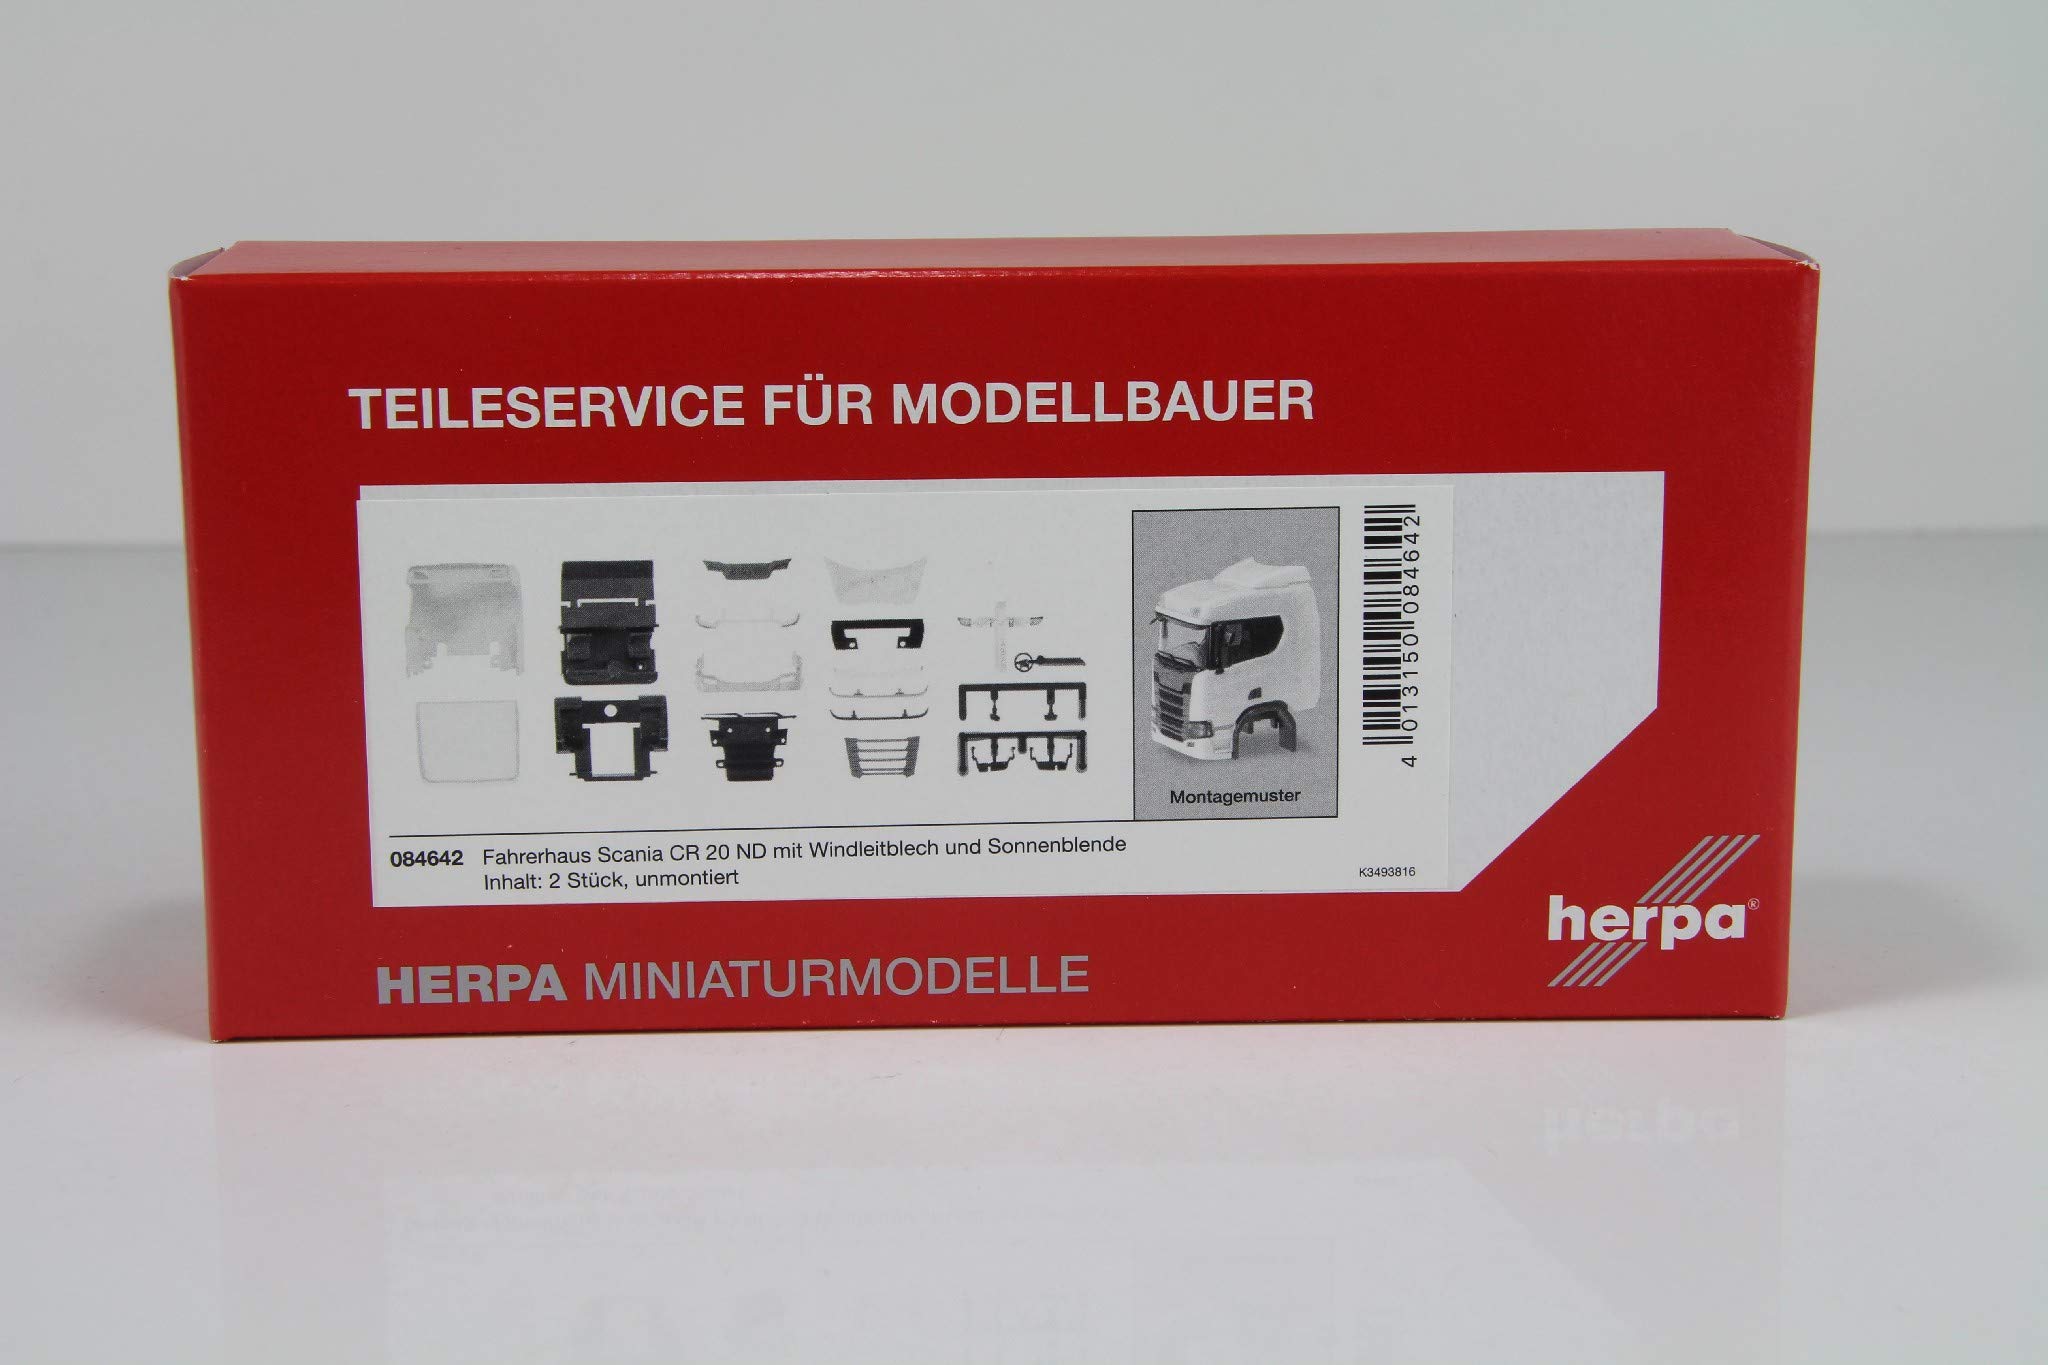 TEILESERVICE FÜR MODELLBAUER
Montagemuster
4 013150 084642
084642 Fahrerhaus Scania CR 20 ND mit Windleitblech und Sonnenblende
Inhalt: 2 Stück, unmontiert
K3493816
herpa®
HERPA MINIATURMODELLE